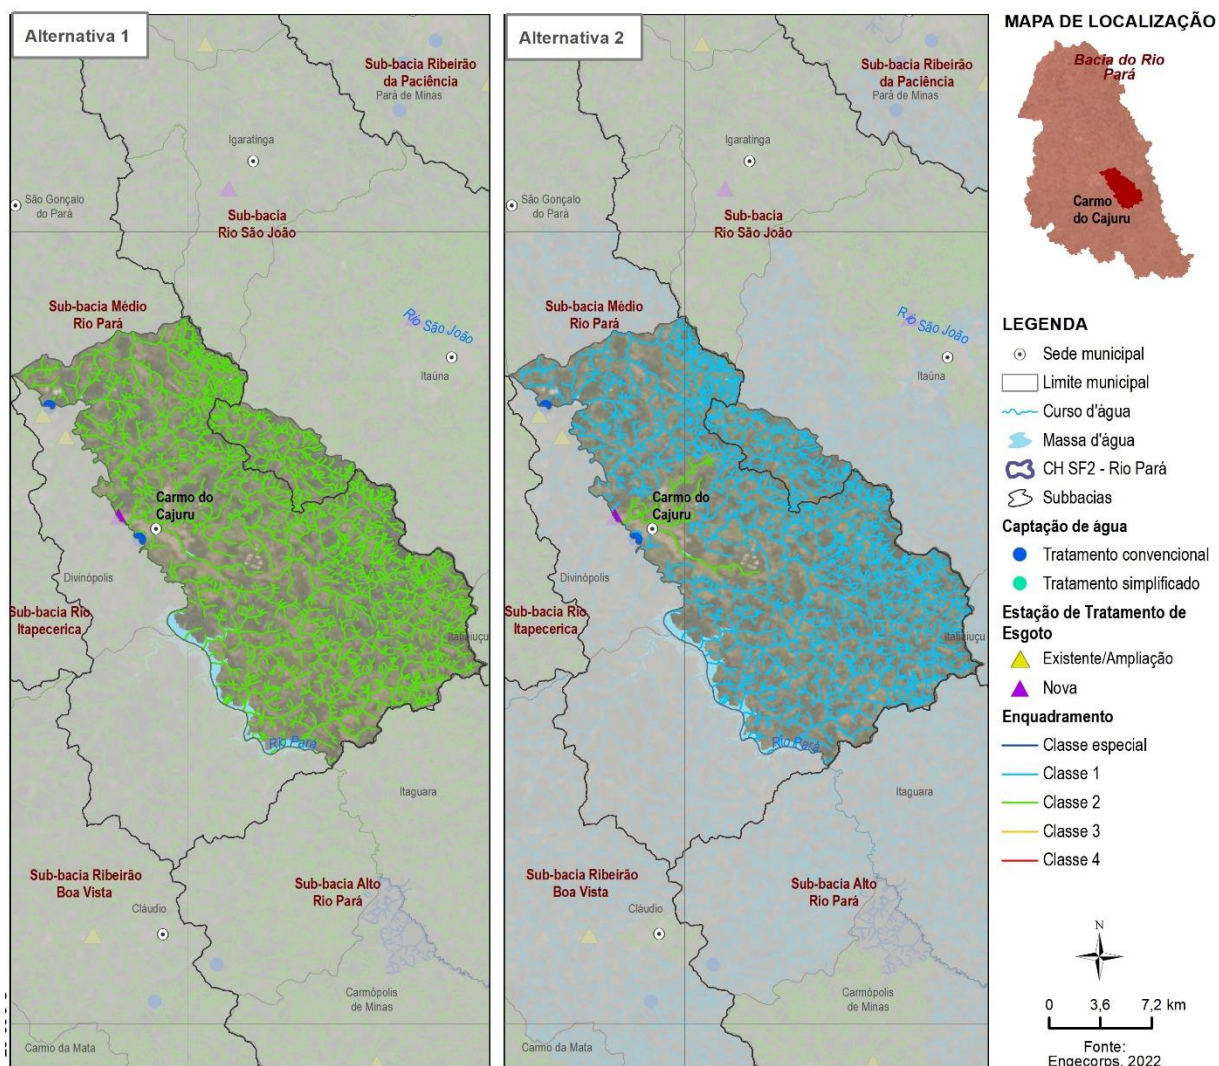 Alternativa 1
Sub-bacia Ribeirão
da Paciência
Pará de Minas
Igaratinga
São Gonçalo
do Pará
Sub-bacia
Rio São João
Sub-bacia Médio
Rio Pará
Rio São João
Itaúna
Carmo do
Cajuru
Divinópolis
Sub-bacia Rio
Itapecerica
Itatiaiuçu
Rio Pará
Itaguara
Sub-bacia Ribeirão
Boa Vista
Sub-bacia Alto
Rio Pará
Cláudio
Carmópolis
de Minas
Carmo da Mata
Alternativa 2
Sub-bacia Ribeirão
da Paciência
Pará de Minas
Igaratinga
São Gonçalo
do Pará
Sub-bacia
Rio São João
Sub-bacia Médio
Rio Pará
Rio São João
Itaúna
Carmo do
Cajuru
Divinópolis
Sub-bacia Rio
Itapecerica
Itatiaiuçu
Rio Pará
Itaguara
Sub-bacia Ribeirão
Boa Vista
Sub-bacia Alto
Rio Pará
Cláudio
Carmópolis
de Minas
Carmo da Mata
MAPA DE LOCALIZAÇÃO
Bacia do Rio
Pará
Carmo
do Cajuru
LEGENDA
Sede municipal
Limite municipal
Curso d'água
Massa d'água
CH SF2 - Rio Pará
Subbacias
Captação de água
Tratamento convencional
Tratamento simplificado
Estação de Tratamento de
Esgoto
Existente/Ampliação
Nova
Enquadramento
Classe especial
Classe 1
Classe 2
Classe 3
Classe 4
N
0 3,6 7,2 km
Fonte:
Engecorps, 2022